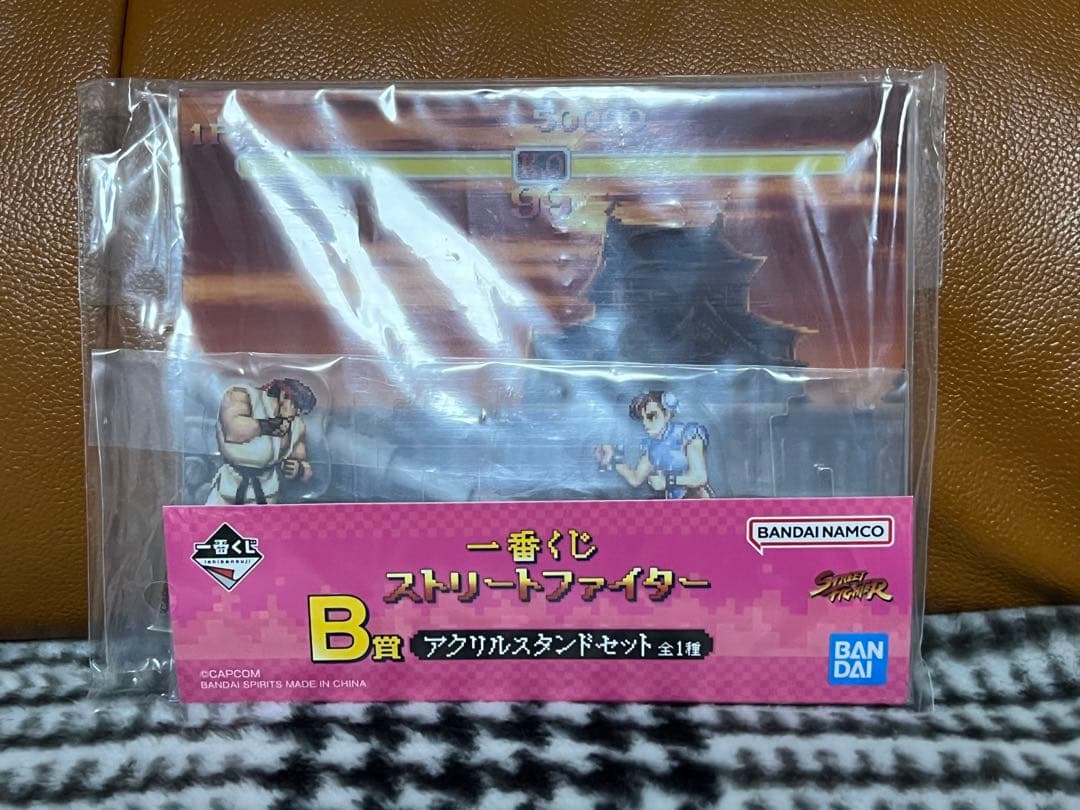 50000
KO
99
一番くじ
ichibankuji
一番くじ
ストリートファイター
B賞
アクリルスタンドセット 全1種
BANDAI NAMCO
STREET FIGHTER
BAN
DAI
©CAPCOM
BANDAI SPIRITS MADE IN CHINA